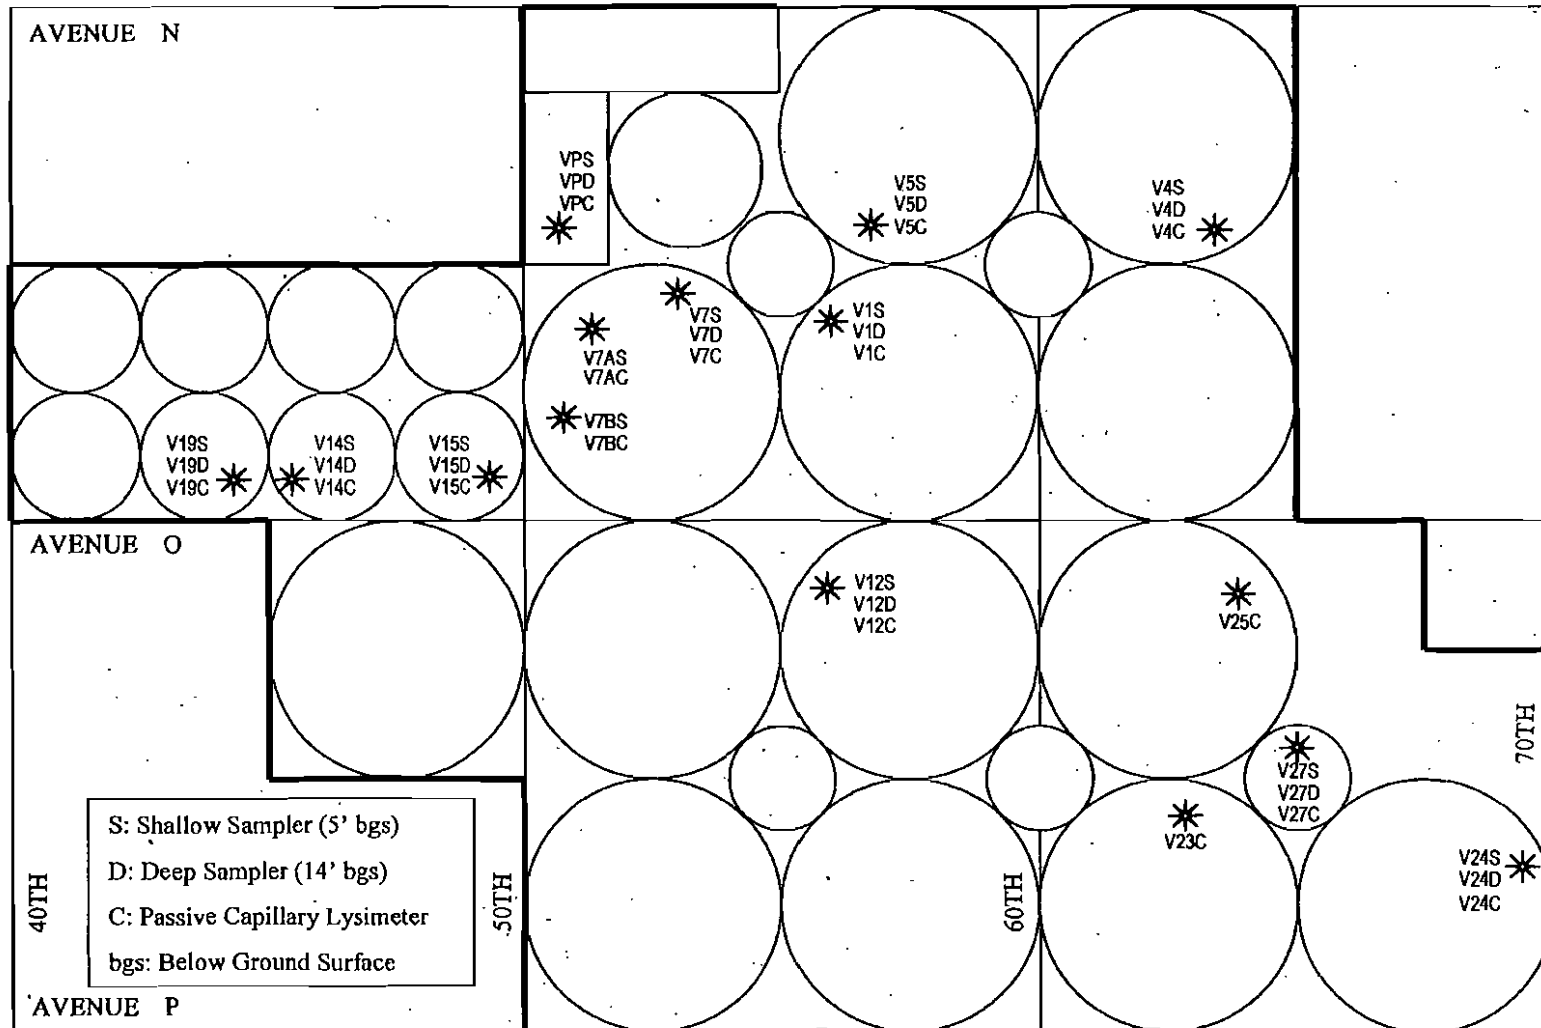 AVENUE N
VPS
VPD
VPC
V5S
V5D
V5C
V4S
V4D
V4C
V7S
V7D
V7C
V1S
V1D
V1C
V7AS
V7AC
V7BS
V7BC
V19S
V19D
V19C
V14S
V14D
V14C
V15S
V15D
V15C
AVENUE O
V12S
V12D
V12C
V25C
70TH
V27S
V27D
V27C
V23C
V24S
V24D
V24C
S: Shallow Sampler (5' bgs)
D: Deep Sampler (14' bgs)
C: Passive Capillary Lysimeter
bgs: Below Ground Surface
40TH
50TH
60TH
AVENUE P